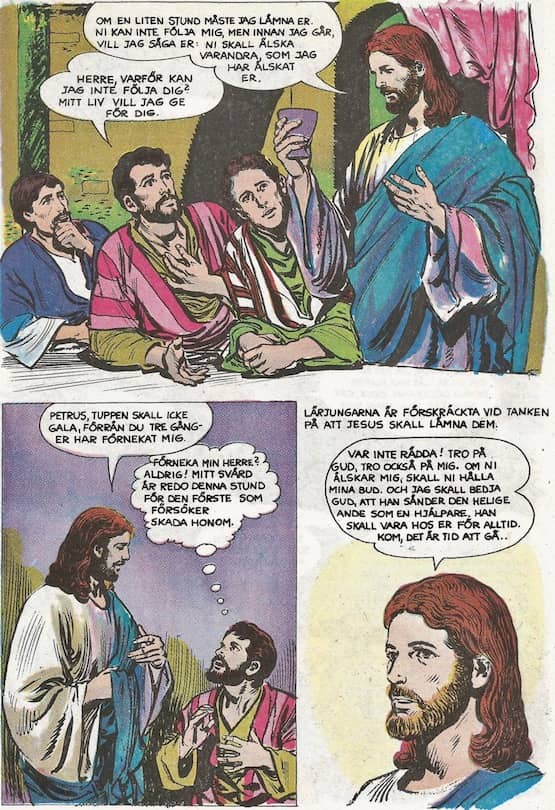 OM EN LITEN STUND MÅSTE JAG LÄMNA ER.
NI KAN INTE FÖLJA MIG, MEN INNAN JAG GÅR,
VILL JAG SÄGA ER: NI SKALL ÄLSKA
VARANDRA, SOM JAG
HAR ÄLSKAT
ER.
HERRE, VARFÖR KAN
JAG INTE FÖLJA DIG?
MITT LIV VILL JAG GE
FÖR DIG.
PETRUS, TUPPEN SKALL ICKE
GALA, FÖRRÄN DU TRE GÅNG-
ER HAR FÖRNEKAT MIG.
FÖRNEKA MIN HERRE?
ALDRIG! MITT SVÄRD
ÄR REDO DENNA STUND
FÖR DEN FÖRSTE SOM
FÖRSÖKER
SKADA HONOM.
LÄRJUNGARNA ÄR FÖRSKRÄCKTA VID TANKEN
PÅ ATT JESUS SKALL LÄMNA DEM.
VAR INTE RÄDDA! TRO PÅ
GUD, TRO OCKSÅ PÅ MIG. OM NI
ÄLSKAR MIG, SKALL NI HÅLLA
MINA BUD. OCH JAG SKALL BEDJA
GUD, ATT HAN SÄNDER DEN HELIGE
ANDE SOM EN HJÄLPARE. HAN
SKALL VARA HOS ER FÖR ALLTID.
KOM, DET ÄR TID ATT GÅ..